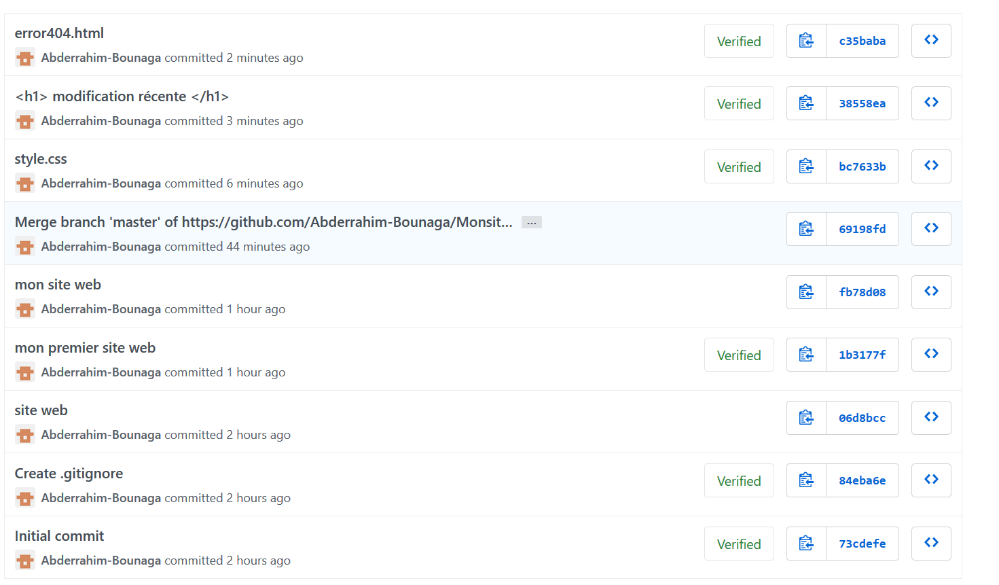 error404.html
Verified
c35baba
Abderrahim-Bounaga committed 2 minutes ago
<h1> modification récente </h1>
Verified
38558ea
Abderrahim-Bounaga committed 3 minutes ago
style.css
Verified
bc7633b
Abderrahim-Bounaga committed 6 minutes ago
Merge branch 'master' of https://github.com/Abderrahim-Bounaga/Monsit... ...
69198fd
Abderrahim-Bounaga committed 44 minutes ago
mon site web
fb78d08
Abderrahim-Bounaga committed 1 hour ago
mon premier site web
Verified
1b3177f
Abderrahim-Bounaga committed 1 hour ago
site web
06d8bcc
Abderrahim-Bounaga committed 2 hours ago
Create .gitignore
Verified
84eba6e
Abderrahim-Bounaga committed 2 hours ago
Initial commit
Verified
73cdefe
Abderrahim-Bounaga committed 2 hours ago